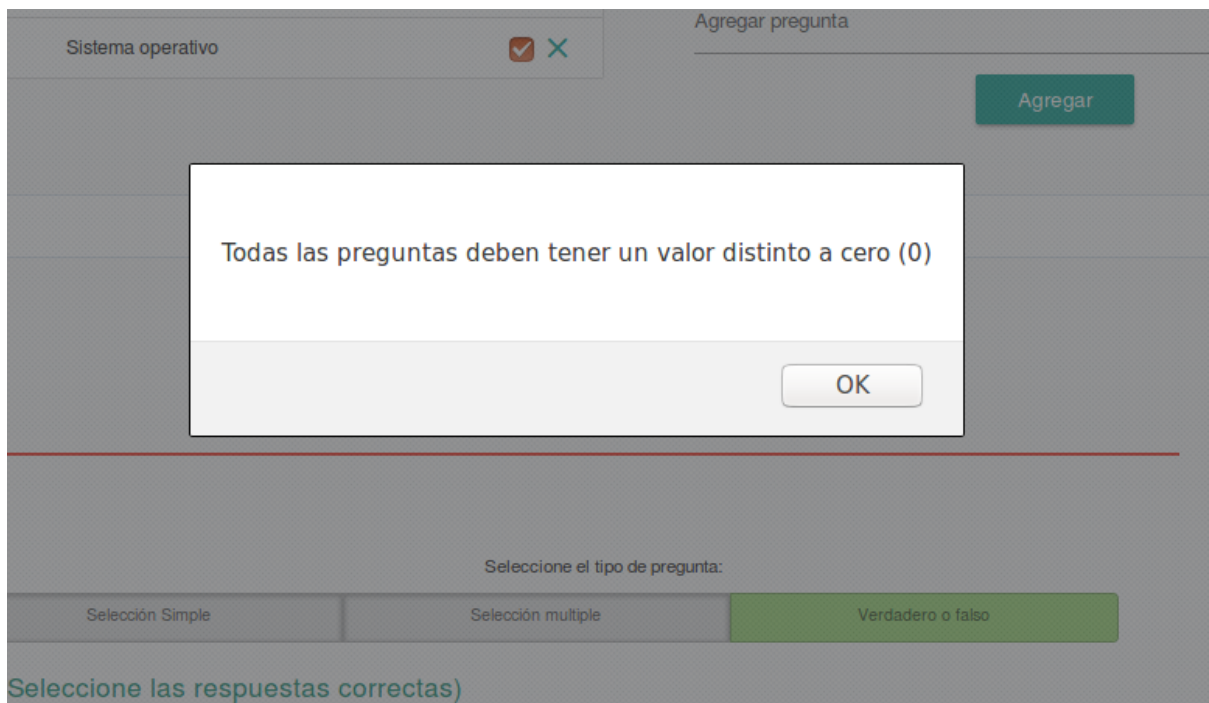 Agregar pregunta
Sistema operativo
Agregar
Todas las preguntas deben tener un valor distinto a cero (0)
OK
Seleccione el tipo de pregunta:
Selección Simple
Selección multiple
Verdadero o falso
Seleccione las respuestas correctas)